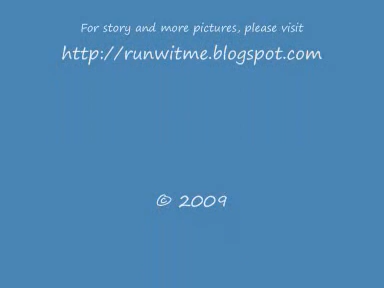 For story and more pictures, please visit
http://runwitme.blogspot.com
© 2009